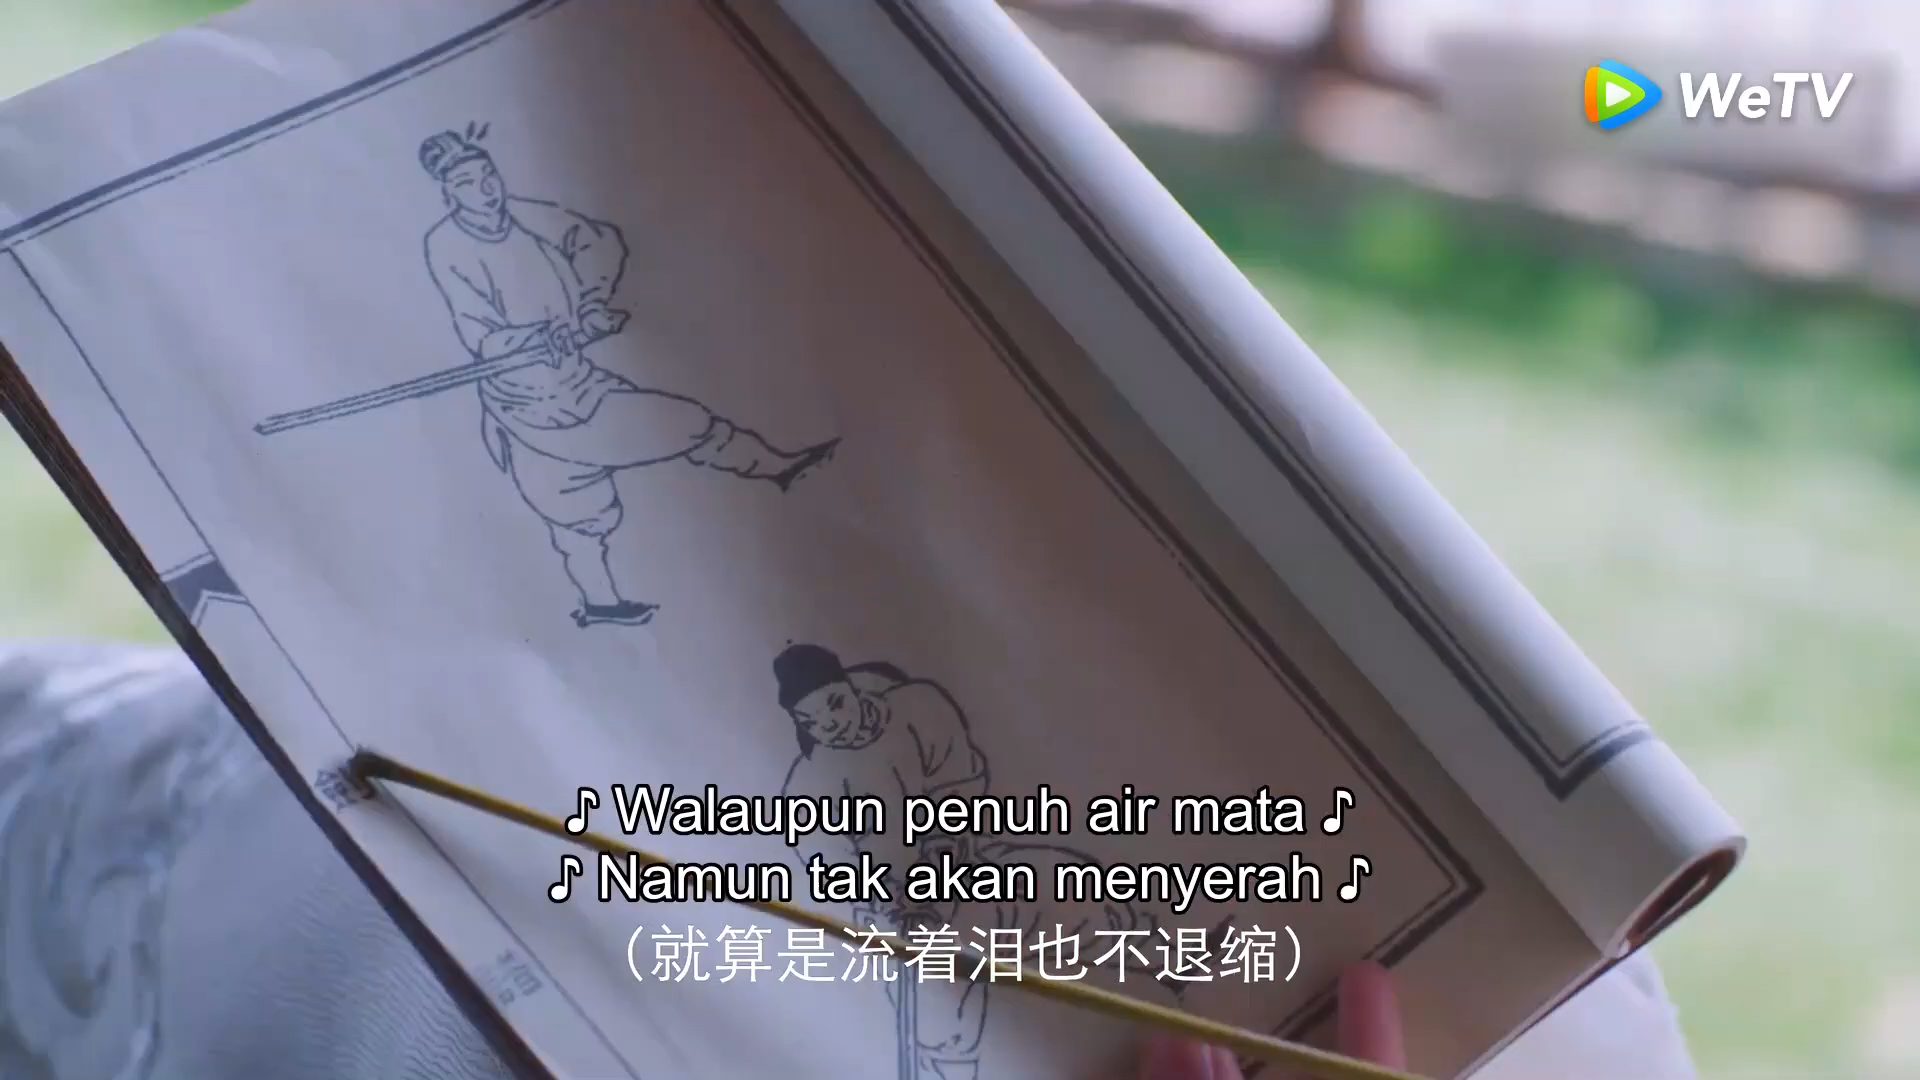 WeTV
♪ Walaupun penuh air mata ♪
♪ Namun tak akan menyerah ♪
（就算是流着泪也不退缩）